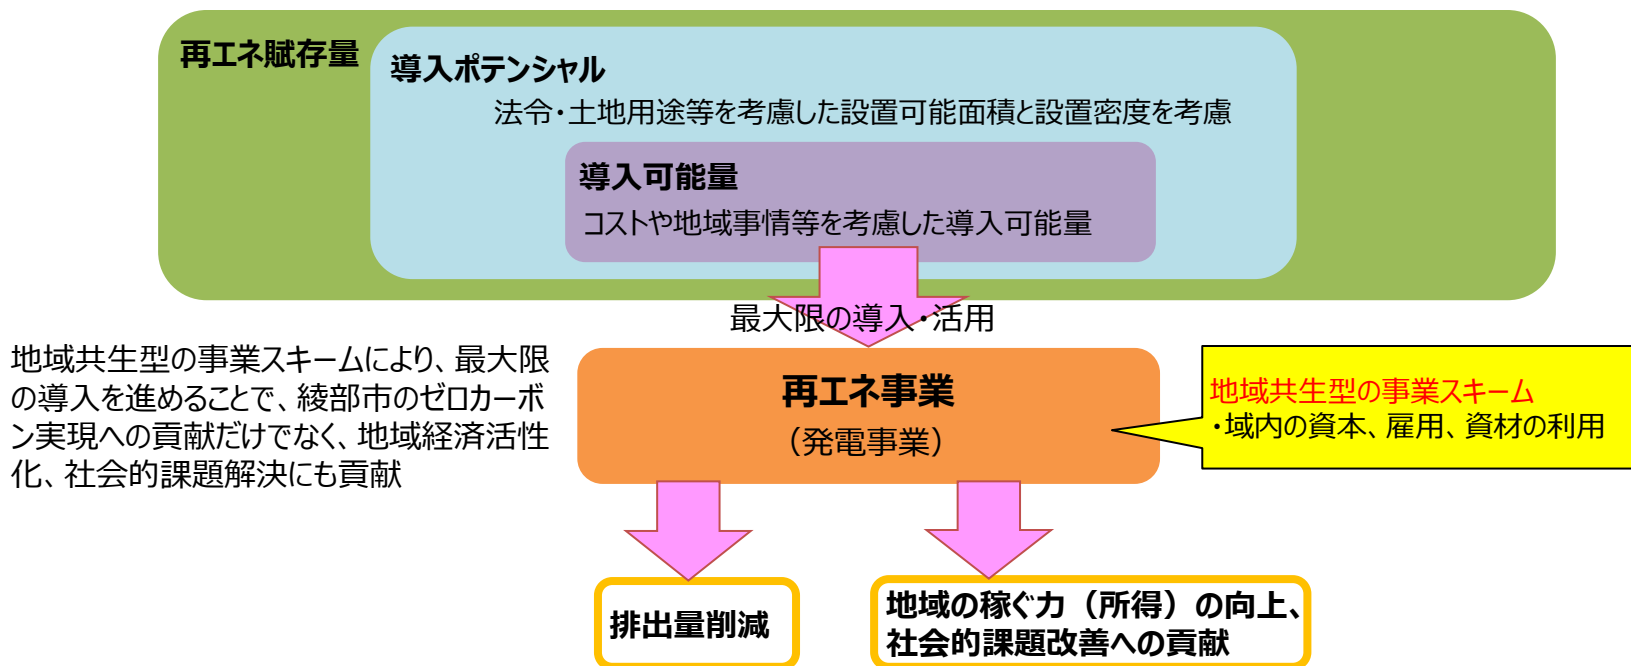 再エネ賦存量
導入ポテンシャル
法令・土地用途等を考慮した設置可能面積と設置密度を考慮
導入可能量
コストや地域事情等を考慮した導入可能量
最大限の導入・活用
地域共生型の事業スキームにより、最大限
の導入を進めることで、綾部市のゼロカーボ
ン実現への貢献だけでなく、地域経済活性
化、社会的課題解決にも貢献
再エネ事業
（発電事業）
地域共生型の事業スキーム
・域内の資本、雇用、資材の利用
排出量削減
地域の稼ぐ力（所得）の向上、
社会的課題改善への貢献